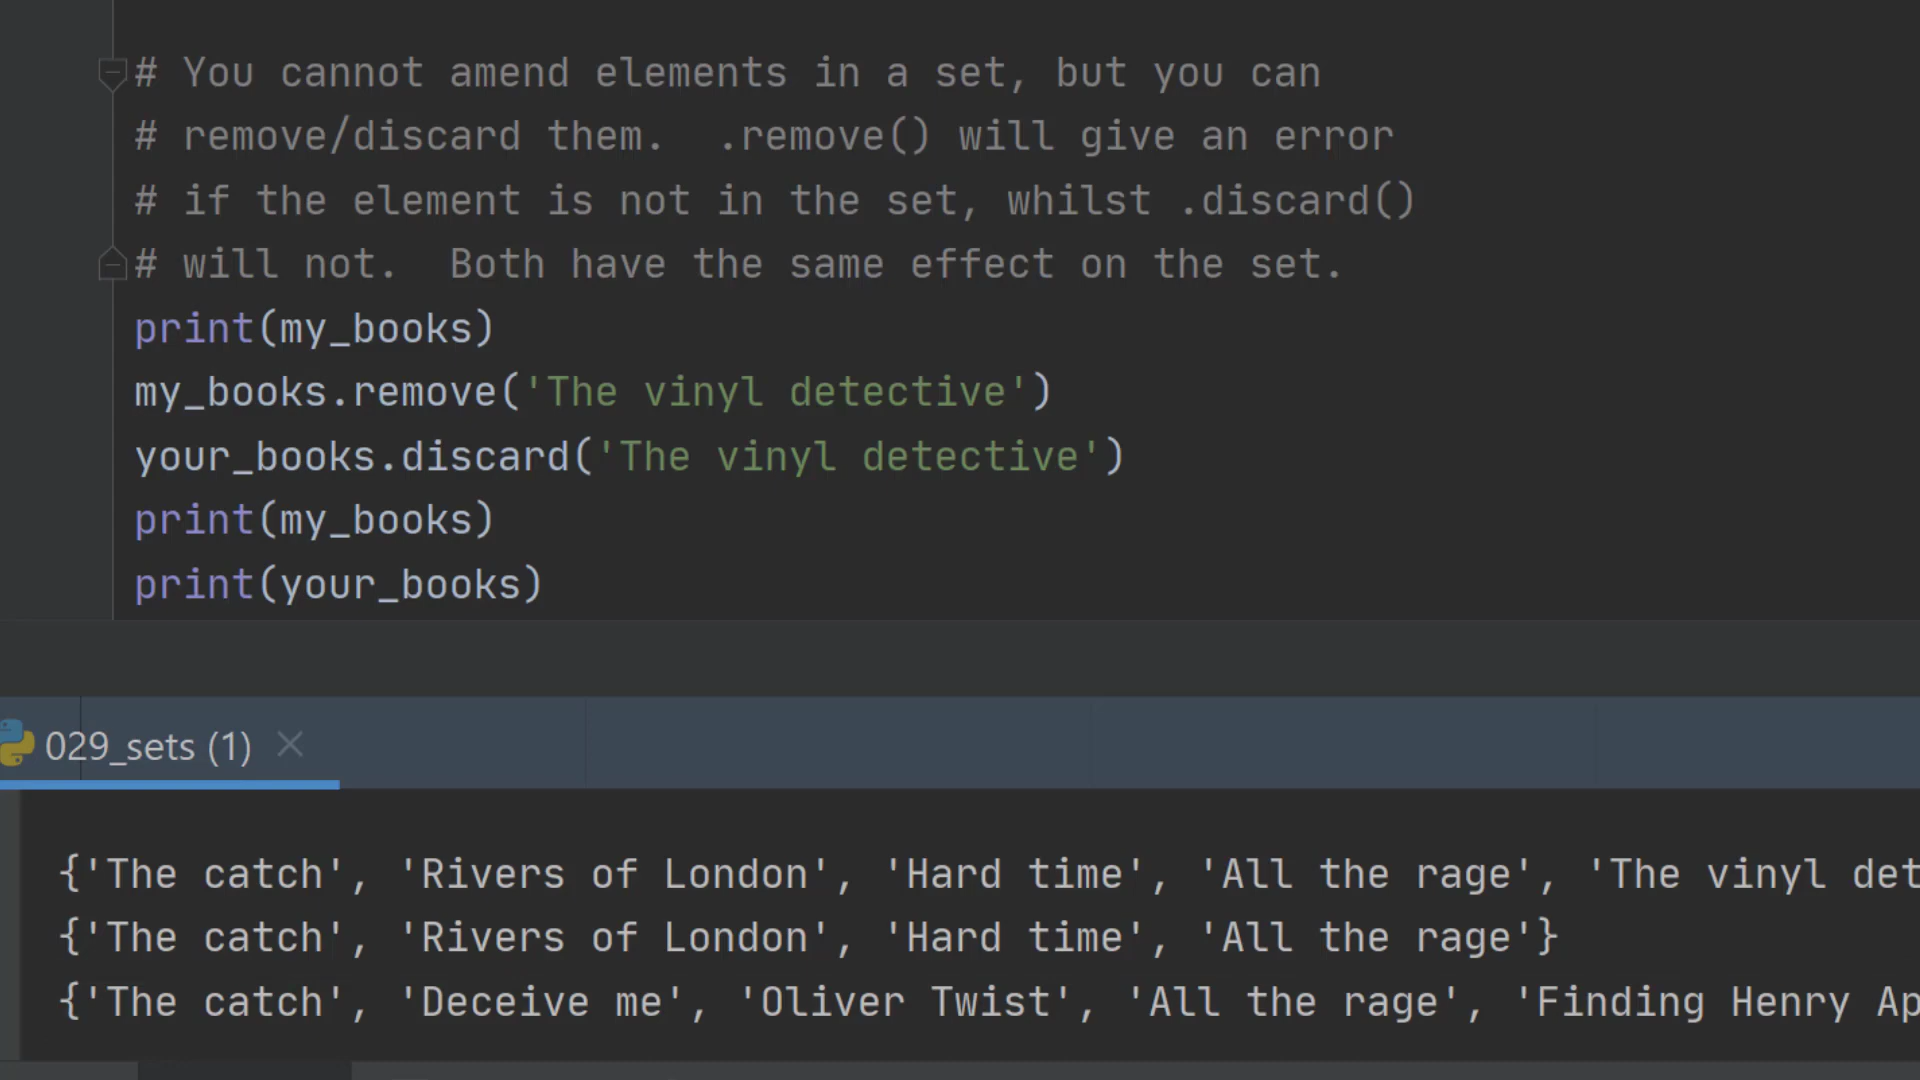 # You cannot amend elements in a set, but you can
# remove/discard them.  .remove() will give an error
# if the element is not in the set, whilst .discard()
# will not.  Both have the same effect on the set.
print(my_books)
my_books.remove('The vinyl detective')
your_books.discard('The vinyl detective')
print(my_books)
print(your_books)
029_sets (1)
{'The catch', 'Rivers of London', 'Hard time', 'All the rage', 'The vinyl det
{'The catch', 'Rivers of London', 'Hard time', 'All the rage'}
{'The catch', 'Deceive me', 'Oliver Twist', 'All the rage', 'Finding Henry Ap